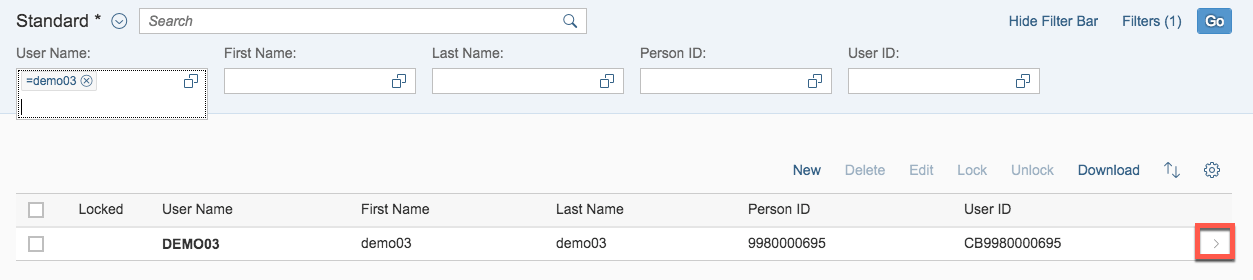 Standard *
Search
Hide Filter Bar
Filters (1)
Go
User Name:
First Name:
Last Name:
Person ID:
User ID:
=demo03
New
Delete
Edit
Lock
Unlock
Download
Locked
User Name
First Name
Last Name
Person ID
User ID
DEMO03
demo03
demo03
9980000695
CB9980000695